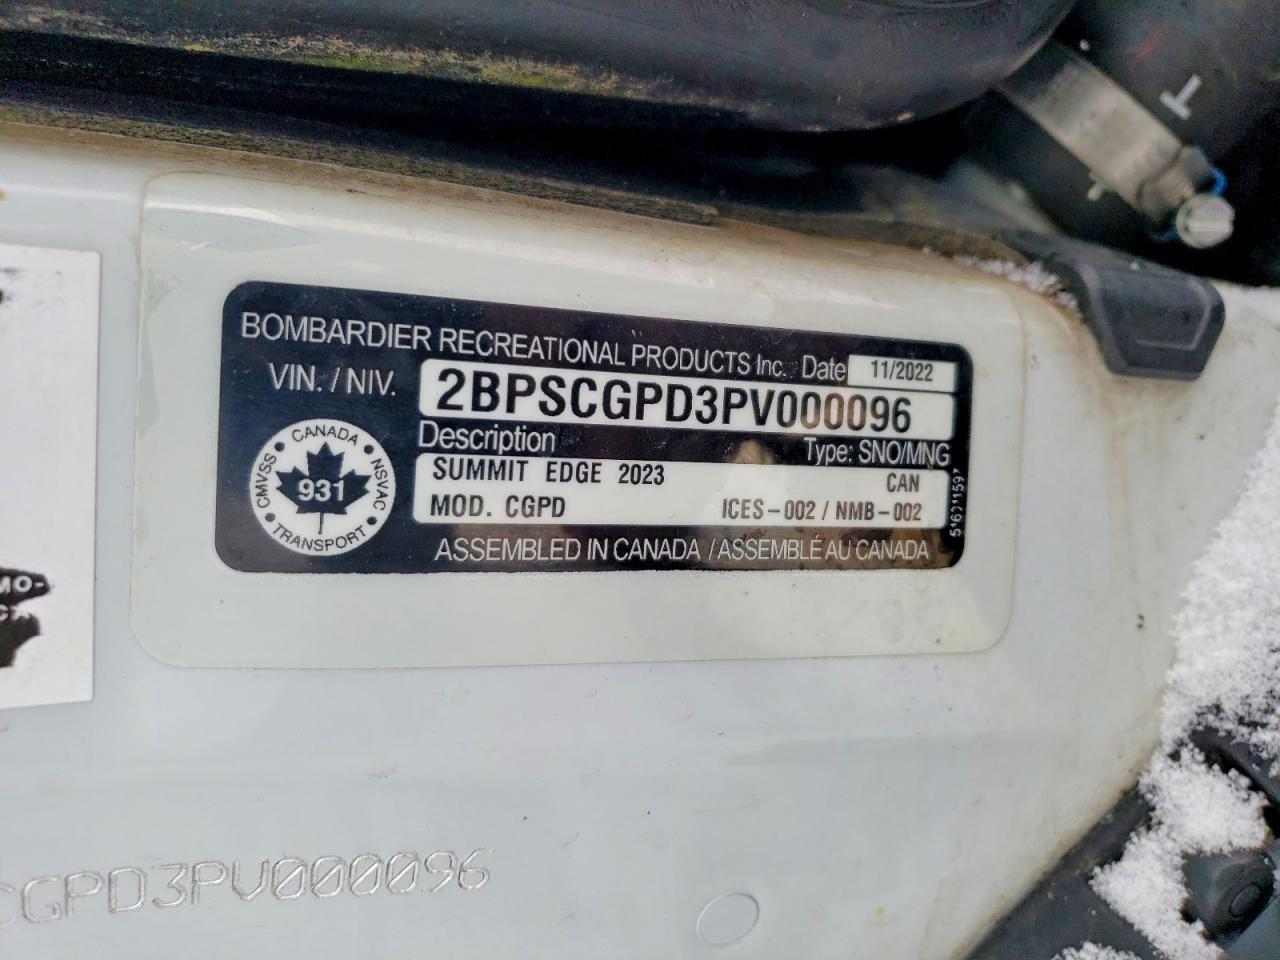 BOMBARDIER RECREATIONAL PRODUCTS Inc. Date 11/2022
VIN. / NIV. 2BPSCGPD3PV000096
Description Type: SNO/MNG
SUMMIT EDGE 2023 CAN
MOD. CGPD ICES-002 / NMB-002
ASSEMBLED IN CANADA / ASSEMBLÉ AU CANADA
CANADA
CMVSS NSVAC
931
TRANSPORT
CGPD3PV000096
T